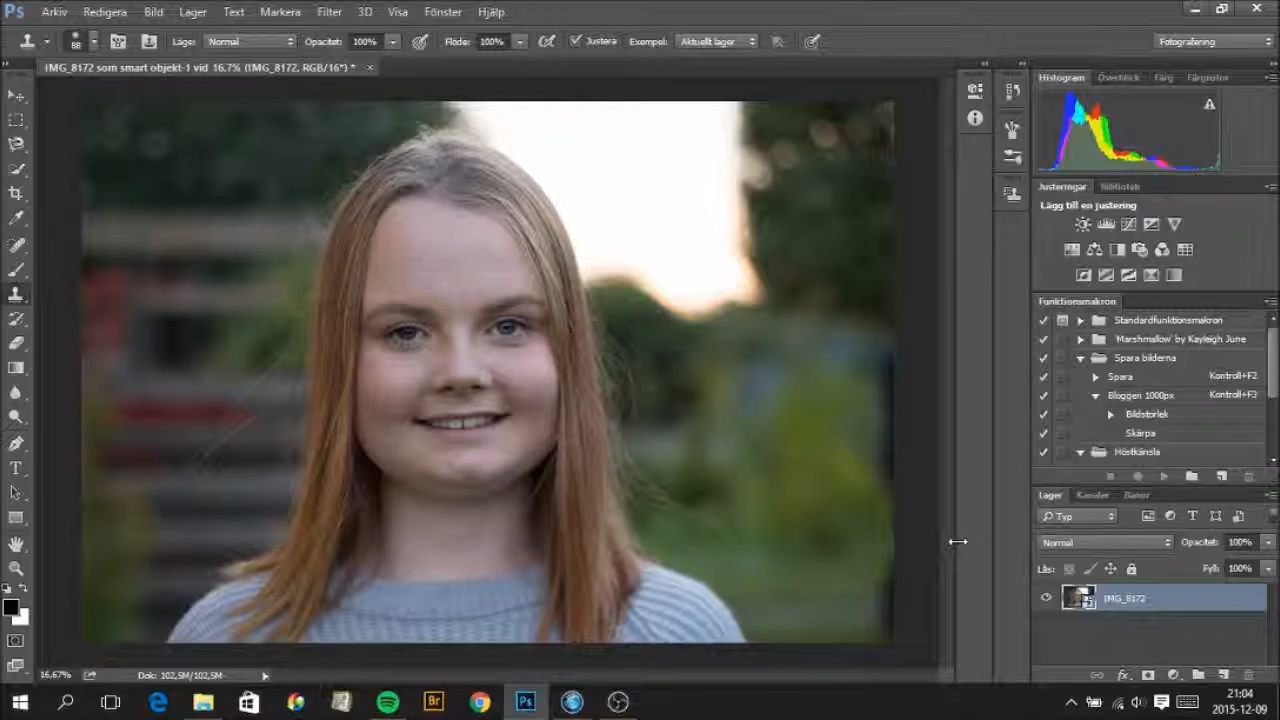 Ps Arkiv Redigera Bild Lager Text Markera Filter 3D Visa Fönster Hjälp
88 Läge: Normal Opacitet: 100% Flöde: 100% Justera Exempel: Aktuellt lager Fotografering
IMG_8172 som smart objekt-1 vid 16.7% (IMG_8172, RGB/16*) * ×
Histogram Överblick Färg Färgrutor
Justeringar Bibliotek
Lägg till en justering
Funktionsmakron
Standardfunktionsmakron
'Marshmallow' by Kayleigh June
Spara bilderna
Spara Kontroll+F2
Bloggen 1000px Kontroll+F3
Bildstorlek
Skärpa
Höstkänsla
Lager Kanaler Banor
Typ
Normal Opacitet: 100%
Lås: Fyll: 100%
IMG_8172
16,67% Dok: 102,5M/102,5M
Br Ps 21:04
2015-12-09